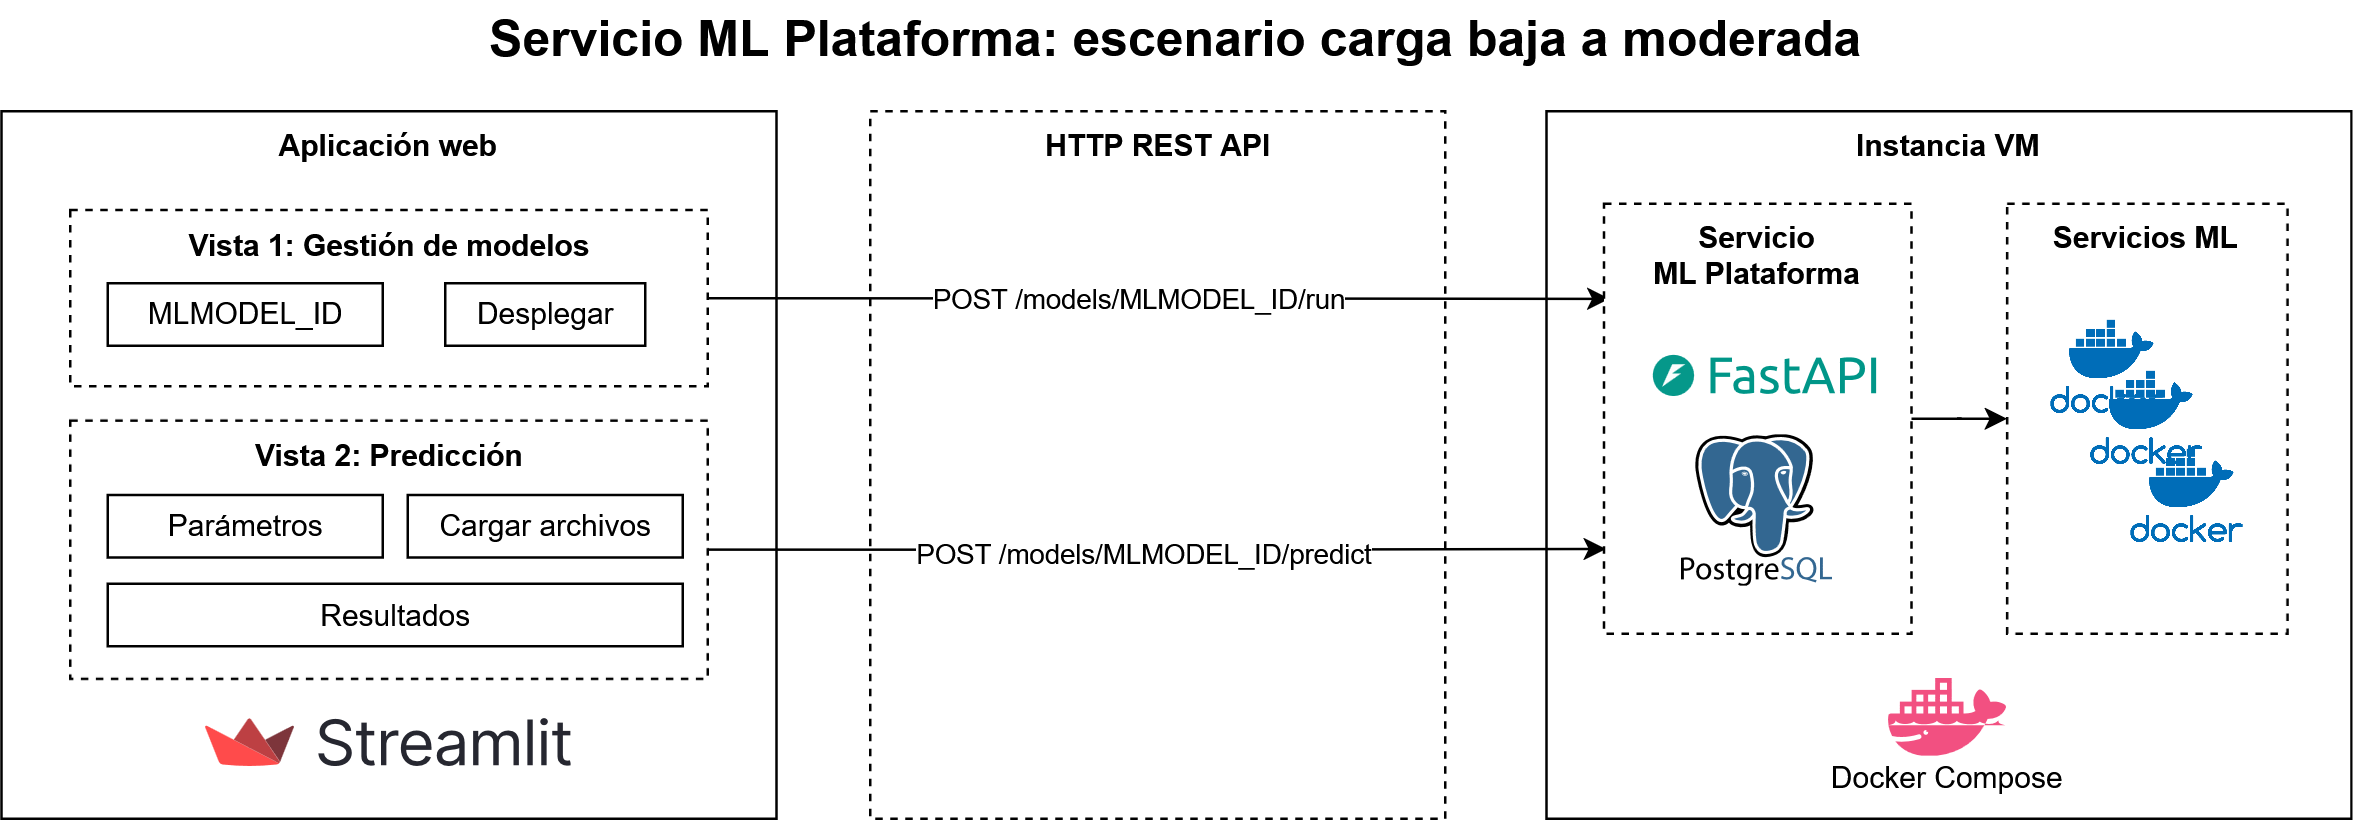 Servicio ML Plataforma: escenario carga baja a moderada
Aplicación web
Vista 1: Gestión de modelos
MLMODEL_ID
Desplegar
Vista 2: Predicción
Parámetros
Cargar archivos
Resultados
Streamlit
HTTP REST API
POST /models/MLMODEL_ID/run
POST /models/MLMODEL_ID/predict
Instancia VM
Servicio
ML Plataforma
FastAPI
PostgreSQL
Servicios ML
docker
docker
docker
Docker Compose